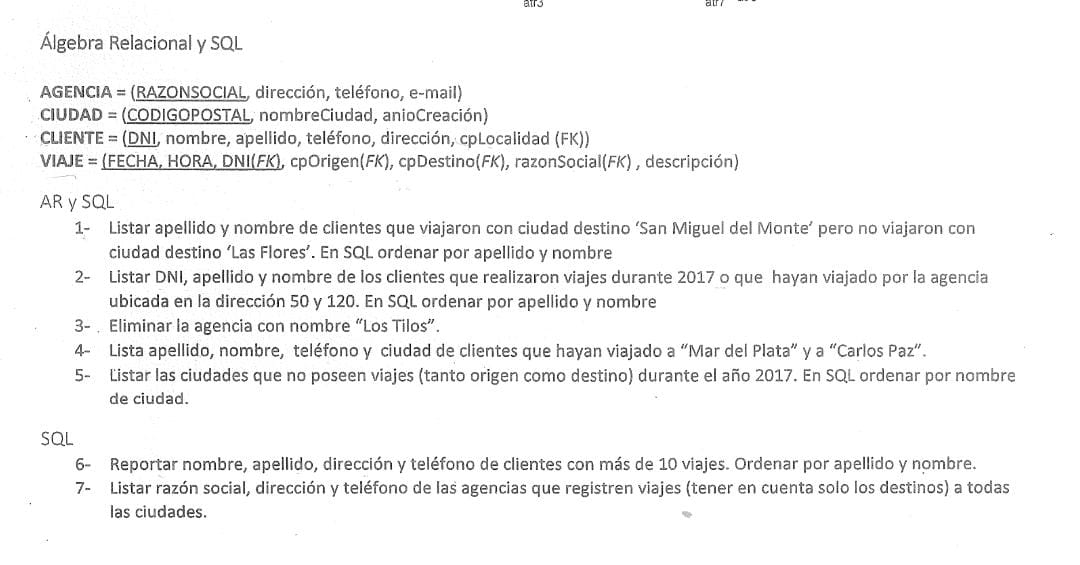 atr3
Álgebra Relacional y SQL
AGENCIA = (RAZONSOCIAL, dirección, teléfono, e-mail)
CIUDAD = (CODIGOPOSTAL, nombreCiudad, anioCreación)
CLIENTE = (DNI, nombre, apellido, teléfono, dirección, cpLocalidad (FK))
VIAJE = (FECHA, HORA, DNI(FK), cpOrigen(FK), cpDestino(FK), razonSocial(FK) , descripción)
AR y SQL
1- Listar apellido y nombre de clientes que viajaron con ciudad destino ‘San Miguel del Monte’ pero no viajaron con
ciudad destino ‘Las Flores’. En SQL ordenar por apellido y nombre
2- Listar DNI, apellido y nombre de los clientes que realizaron viajes durante 2017 o que hayan viajado por la agencia
ubicada en la dirección 50 y 120. En SQL ordenar por apellido y nombre
3- Eliminar la agencia con nombre “Los Tilos”.
4- Lista apellido, nombre, teléfono y ciudad de clientes que hayan viajado a “Mar del Plata” y a “Carlos Paz”.
5- Listar las ciudades que no poseen viajes (tanto origen como destino) durante el año 2017. En SQL ordenar por nombre
de ciudad.
SQL
6- Reportar nombre, apellido, dirección y teléfono de clientes con más de 10 viajes. Ordenar por apellido y nombre.
7- Listar razón social, dirección y teléfono de las agencias que registren viajes (tener en cuenta solo los destinos) a todas
las ciudades.